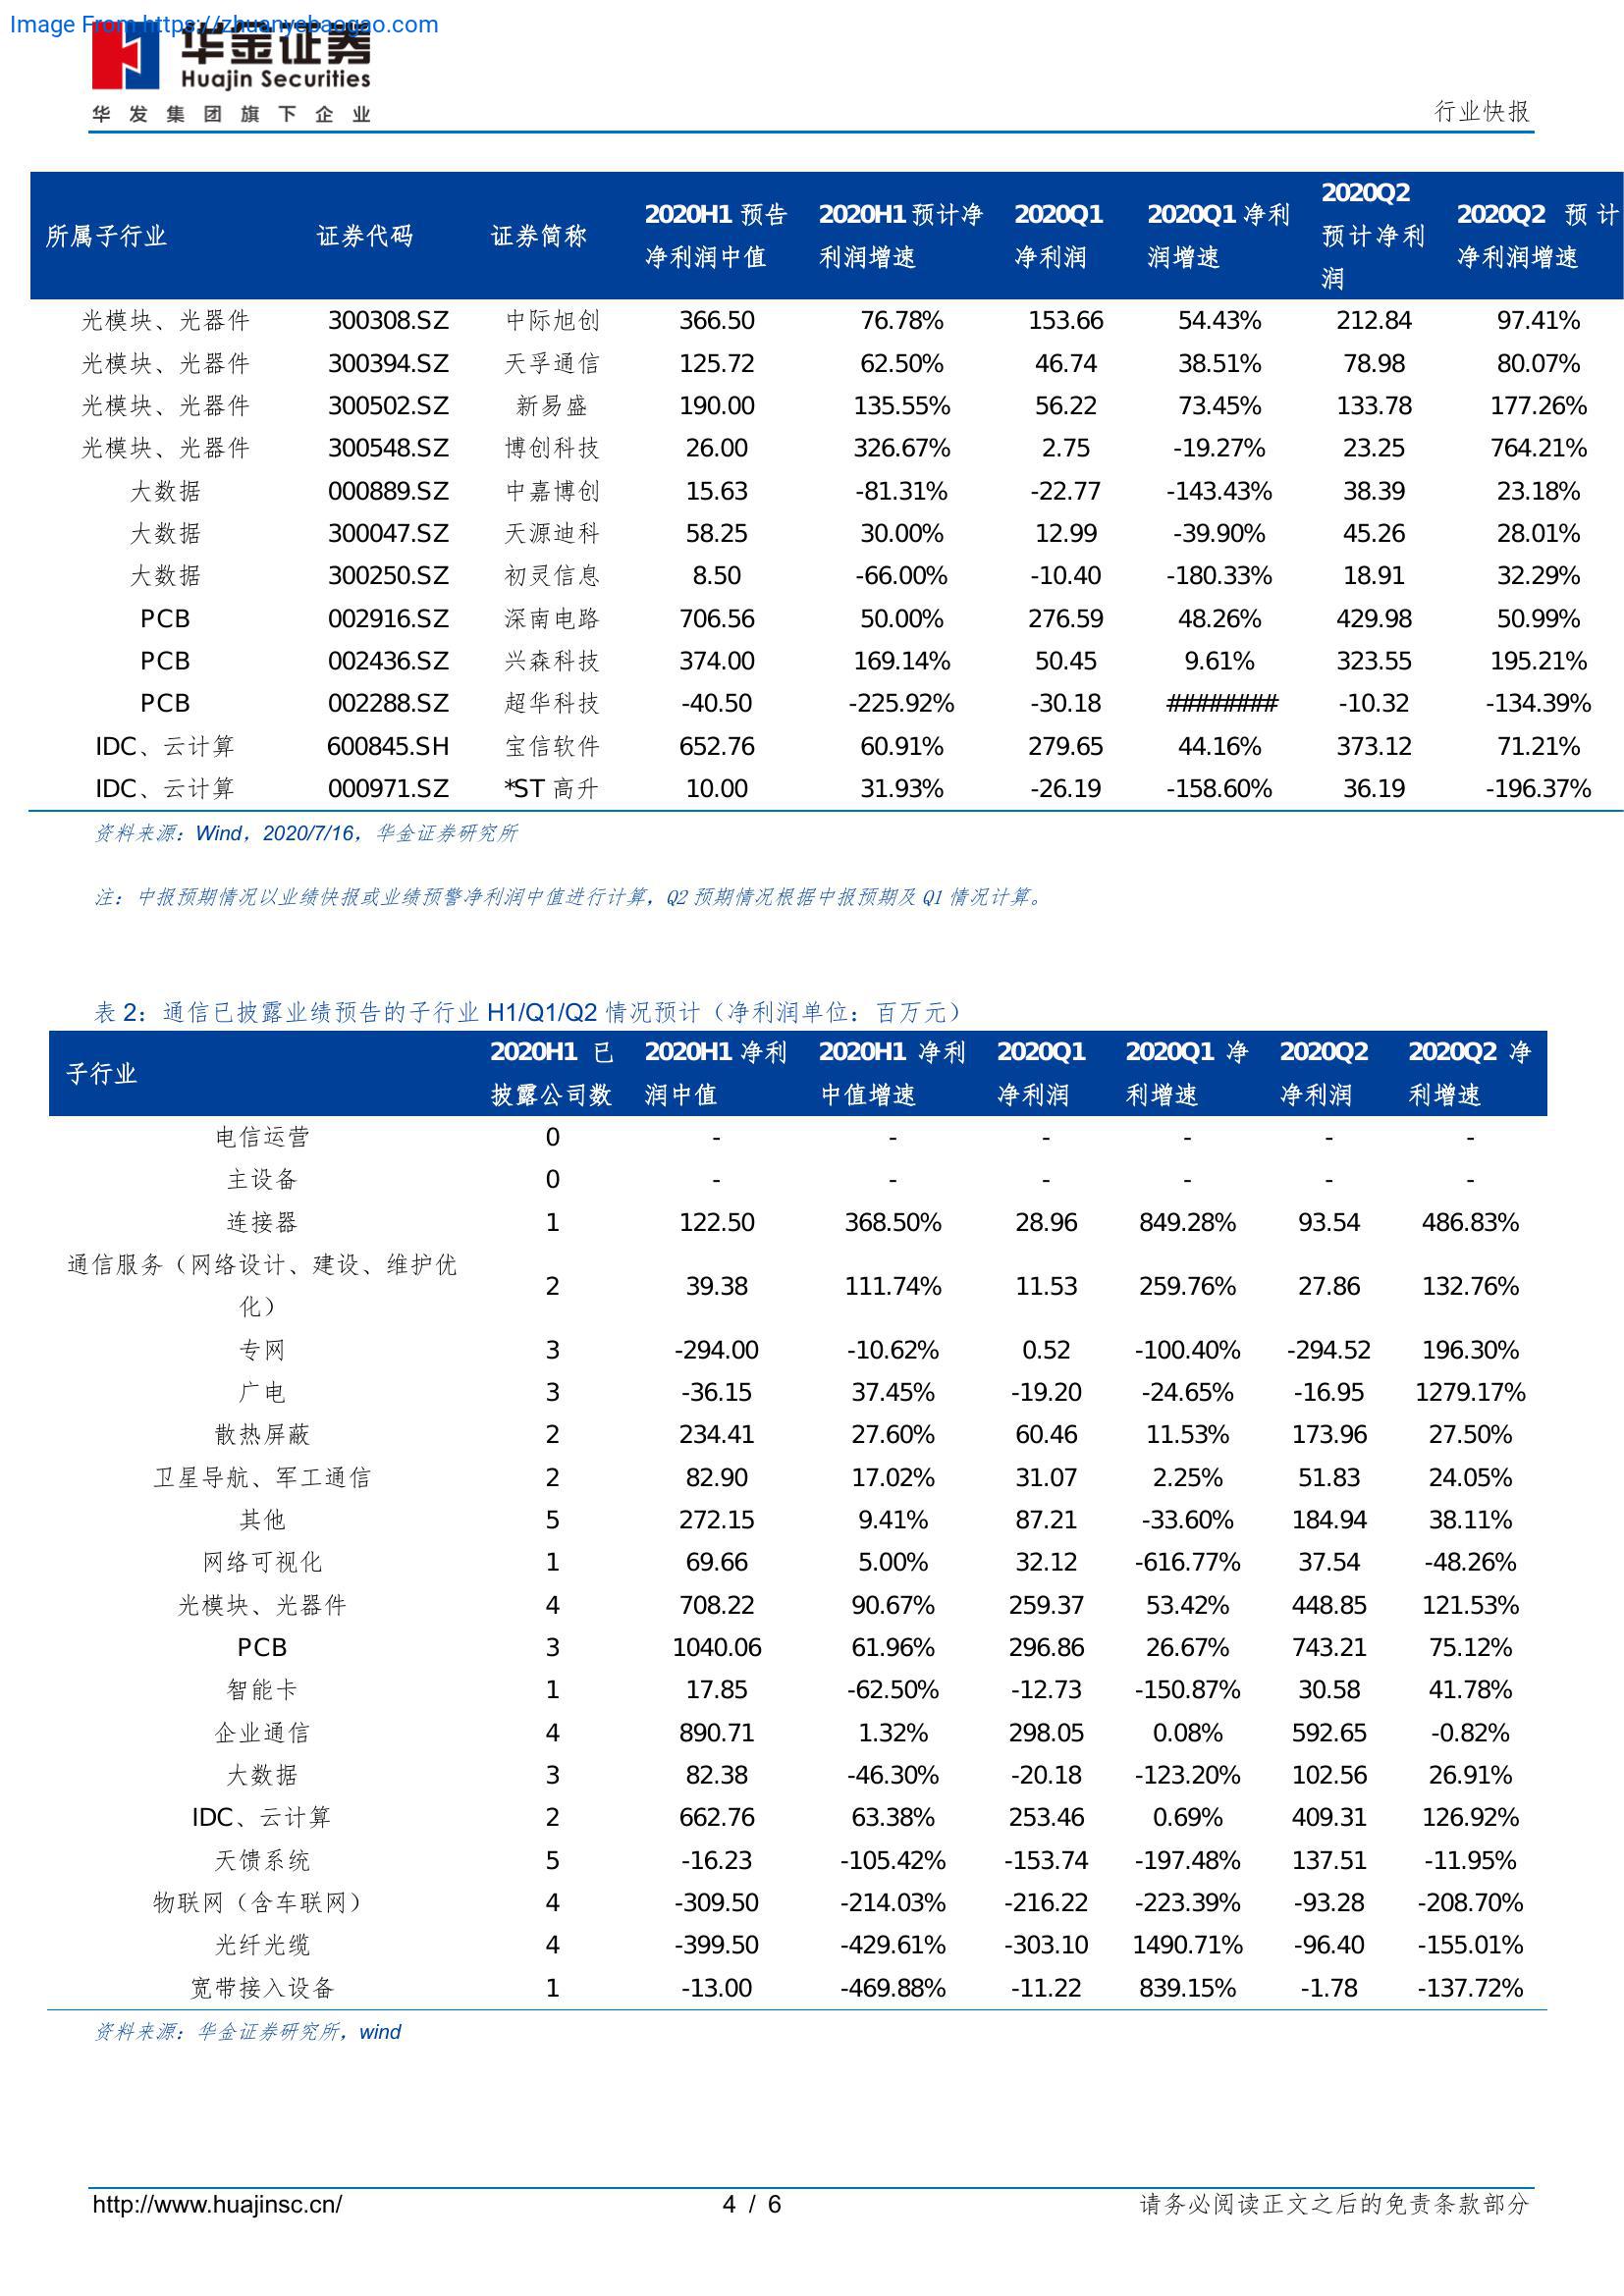 Image From https://zhuanyebaogao.com
华金证券
Huajin Securities
华发集团旗下企业
行业快报
所属子行业 证券代码 证券简称 2020H1 预告净利润中值 2020H1 预计净利润增速 2020Q1 净利润 2020Q1 净利润增速 2020Q2 预计净利润 2020Q2 预计净利润增速
光模块、光器件 300308.SZ 中际旭创 366.50 76.78% 153.66 54.43% 212.84 97.41%
光模块、光器件 300394.SZ 天孚通信 125.72 62.50% 46.74 38.51% 78.98 80.07%
光模块、光器件 300502.SZ 新易盛 190.00 135.55% 56.22 73.45% 133.78 177.26%
光模块、光器件 300548.SZ 博创科技 26.00 326.67% 2.75 -19.27% 23.25 764.21%
大数据 000889.SZ 中嘉博创 15.63 -81.31% -22.77 -143.43% 38.39 23.18%
大数据 300047.SZ 天源迪科 58.25 30.00% 12.99 -39.90% 45.26 28.01%
大数据 300250.SZ 初灵信息 8.50 -66.00% -10.40 -180.33% 18.91 32.29%
PCB 002916.SZ 深南电路 706.56 50.00% 276.59 48.26% 429.98 50.99%
PCB 002436.SZ 兴森科技 374.00 169.14% 50.45 9.61% 323.55 195.21%
PCB 002288.SZ 超华科技 -40.50 -225.92% -30.18 ######## -10.32 -134.39%
IDC、云计算 600845.SH 宝信软件 652.76 60.91% 279.65 44.16% 373.12 71.21%
IDC、云计算 000971.SZ *ST 高升 10.00 31.93% -26.19 -158.60% 36.19 -196.37%
资料来源：Wind，2020/7/16，华金证券研究所
注：中报预期情况以业绩快报或业绩预警净利润中值进行计算，Q2 预期情况根据中报预期及 Q1 情况计算。
表 2：通信已披露业绩预告的子行业 H1/Q1/Q2 情况预计（净利润单位：百万元）
子行业 2020H1 已披露公司数 2020H1 净利润中值 2020H1 净利中值增速 2020Q1 净利润 2020Q1 净利增速 2020Q2 净利润 2020Q2 净利增速
电信运营 0 - - - - - -
主设备 0 - - - - - -
连接器 1 122.50 368.50% 28.96 849.28% 93.54 486.83%
通信服务（网络设计、建设、维护优化） 2 39.38 111.74% 11.53 259.76% 27.86 132.76%
专网 3 -294.00 -10.62% 0.52 -100.40% -294.52 196.30%
广电 3 -36.15 37.45% -19.20 -24.65% -16.95 1279.17%
散热屏蔽 2 234.41 27.60% 60.46 11.53% 173.96 27.50%
卫星导航、军工通信 2 82.90 17.02% 31.07 2.25% 51.83 24.05%
其他 5 272.15 9.41% 87.21 -33.60% 184.94 38.11%
网络可视化 1 69.66 5.00% 32.12 -616.77% 37.54 -48.26%
光模块、光器件 4 708.22 90.67% 259.37 53.42% 448.85 121.53%
PCB 3 1040.06 61.96% 296.86 26.67% 743.21 75.12%
智能卡 1 17.85 -62.50% -12.73 -150.87% 30.58 41.78%
企业通信 4 890.71 1.32% 298.05 0.08% 592.65 -0.82%
大数据 3 82.38 -46.30% -20.18 -123.20% 102.56 26.91%
IDC、云计算 2 662.76 63.38% 253.46 0.69% 409.31 126.92%
天馈系统 5 -16.23 -105.42% -153.74 -197.48% 137.51 -11.95%
物联网（含车联网） 4 -309.50 -214.03% -216.22 -223.39% -93.28 -208.70%
光纤光缆 4 -399.50 -429.61% -303.10 1490.71% -96.40 -155.01%
宽带接入设备 1 -13.00 -469.88% -11.22 839.15% -1.78 -137.72%
资料来源：华金证券研究所，wind
http://www.huajinsc.cn/ 4 / 6 请务必阅读正文之后的免责条款部分